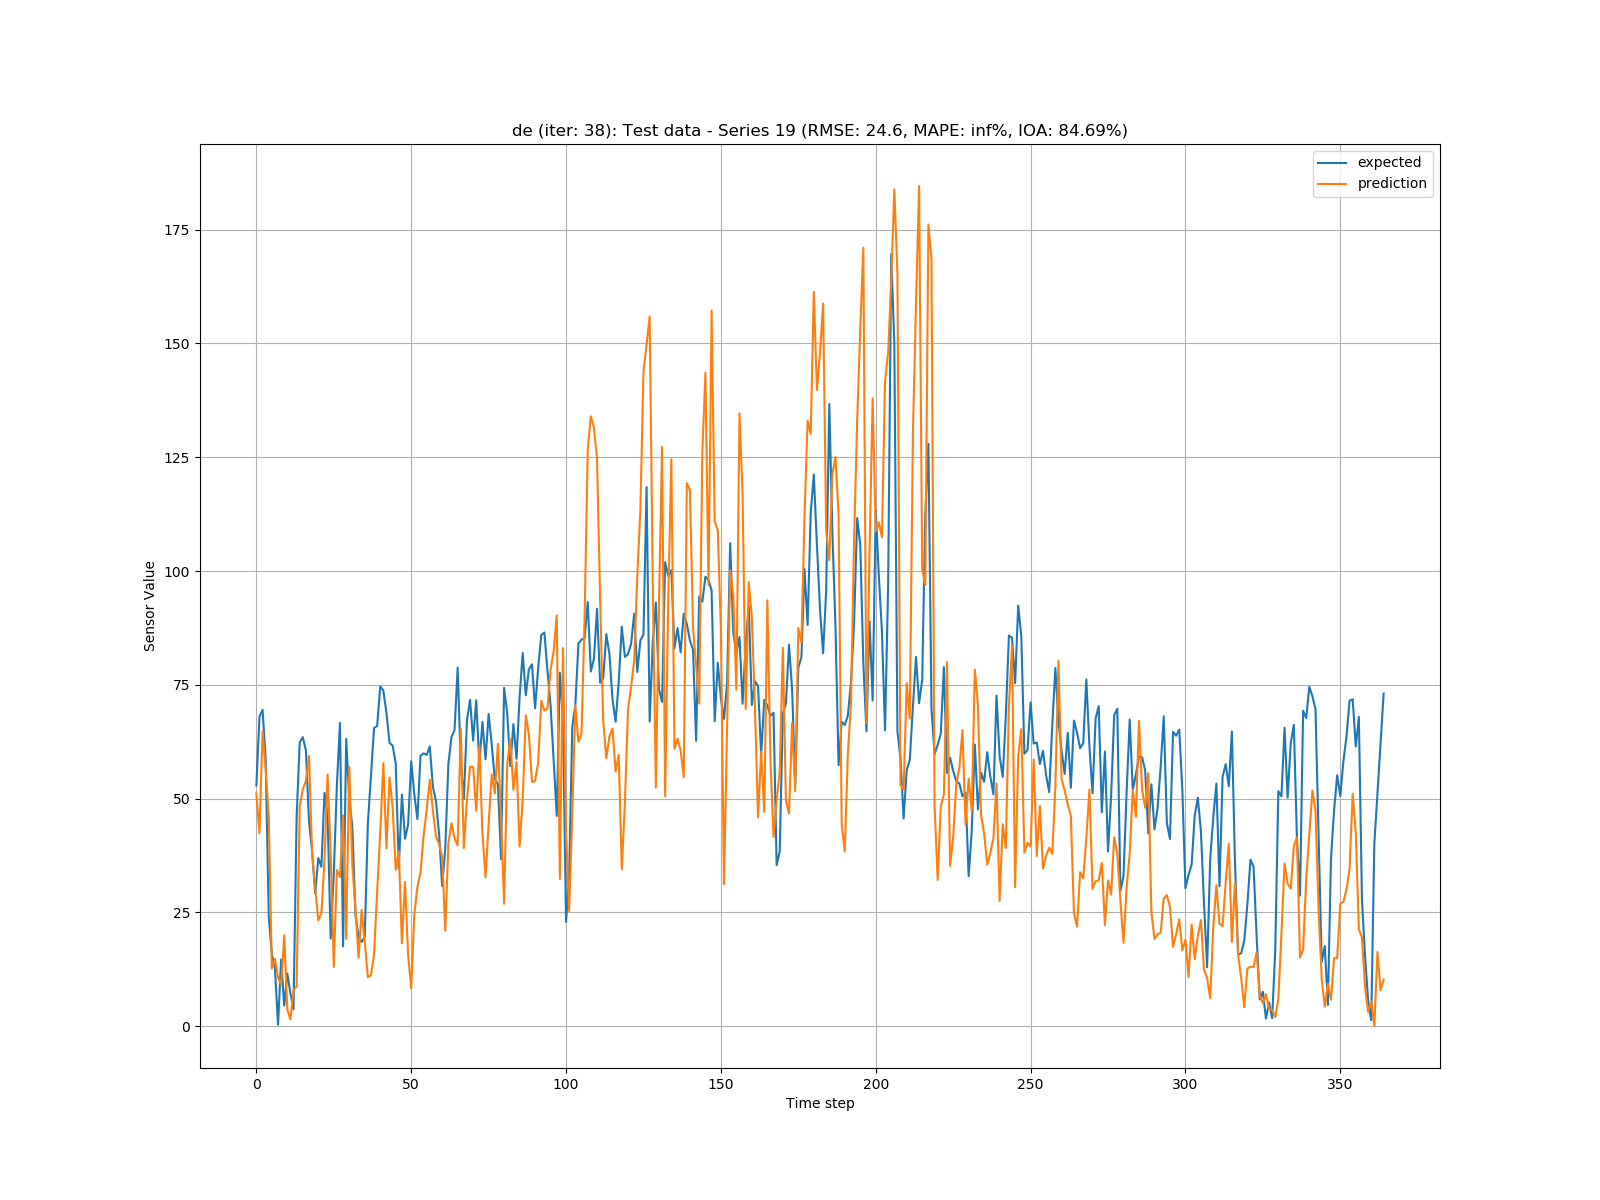 de (iter: 38): Test data - Series 19 (RMSE: 24.6, MAPE: inf%, IOA: 84.69%)
expected
prediction
175
150
125
100
75
50
25
0
Sensor Value
0 50 100 150 200 250 300 350
Time step